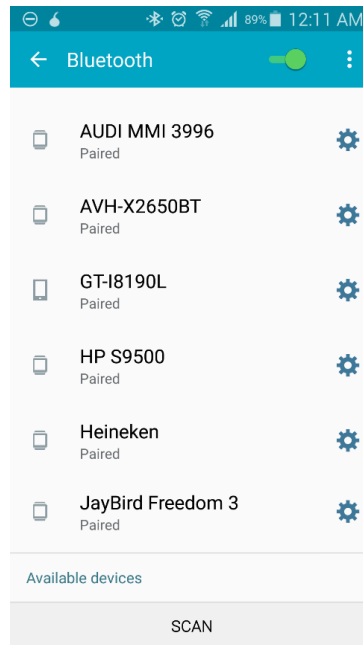 89% 12:11 AM
Bluetooth
AUDI MMI 3996
Paired
AVH-X2650BT
Paired
GT-I8190L
Paired
HP S9500
Paired
Heineken
Paired
JayBird Freedom 3
Paired
Available devices
SCAN